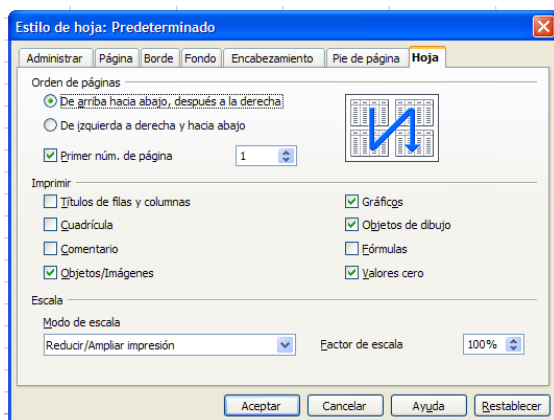 Estilo de hoja: Predeterminado
Administrar Página Borde Fondo Encabezamiento Pie de página Hoja
Orden de páginas
De arriba hacia abajo, después a la derecha
De izquierda a derecha y hacia abajo
Primer núm. de página 1
Imprimir
Títulos de filas y columnas Gráficos
Cuadrícula Objetos de dibujo
Comentario Fórmulas
Objetos/Imágenes Valores cero
Escala
Modo de escala
Reducir/Ampliar impresión Factor de escala 100%
Aceptar Cancelar Ayuda Restablecer